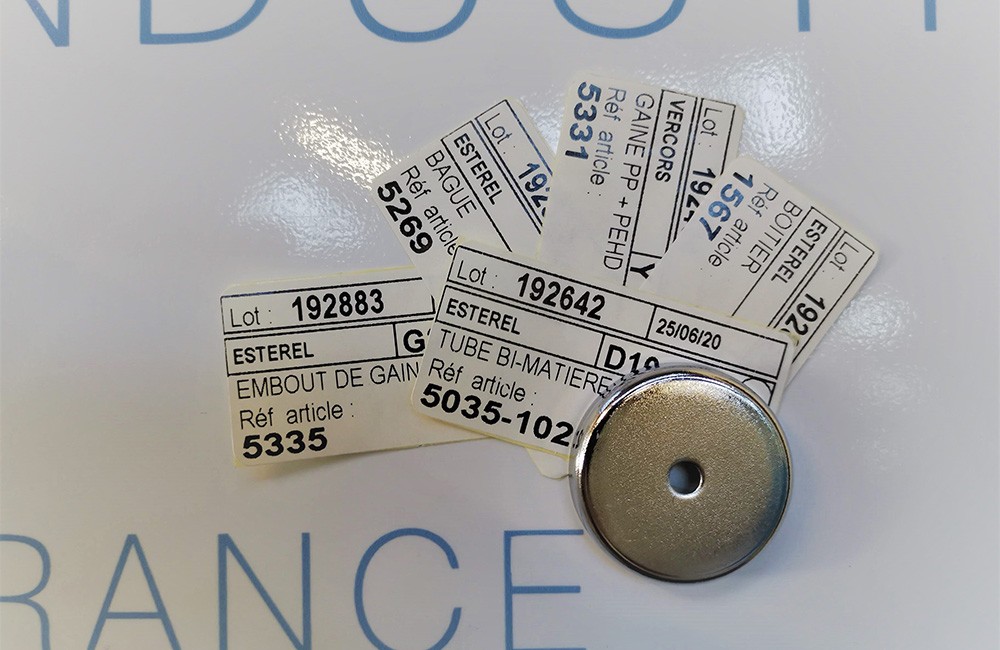 Lot : 192883
ESTEREL
EMBOUT DE GAIN
Réf article :
5335
Lot :
ESTEREL
BAGUE
Réf article
5269
Lot :
VERCORS
Y
GAINE PP + PEHD
Réf article :
5331
Lot :
ESTEREL
BOITIER
Réf article
1567
Lot : 192642
25/06/20
ESTEREL
D19
TUBE BI-MATIERE
Réf article :
5035-102
RANCE